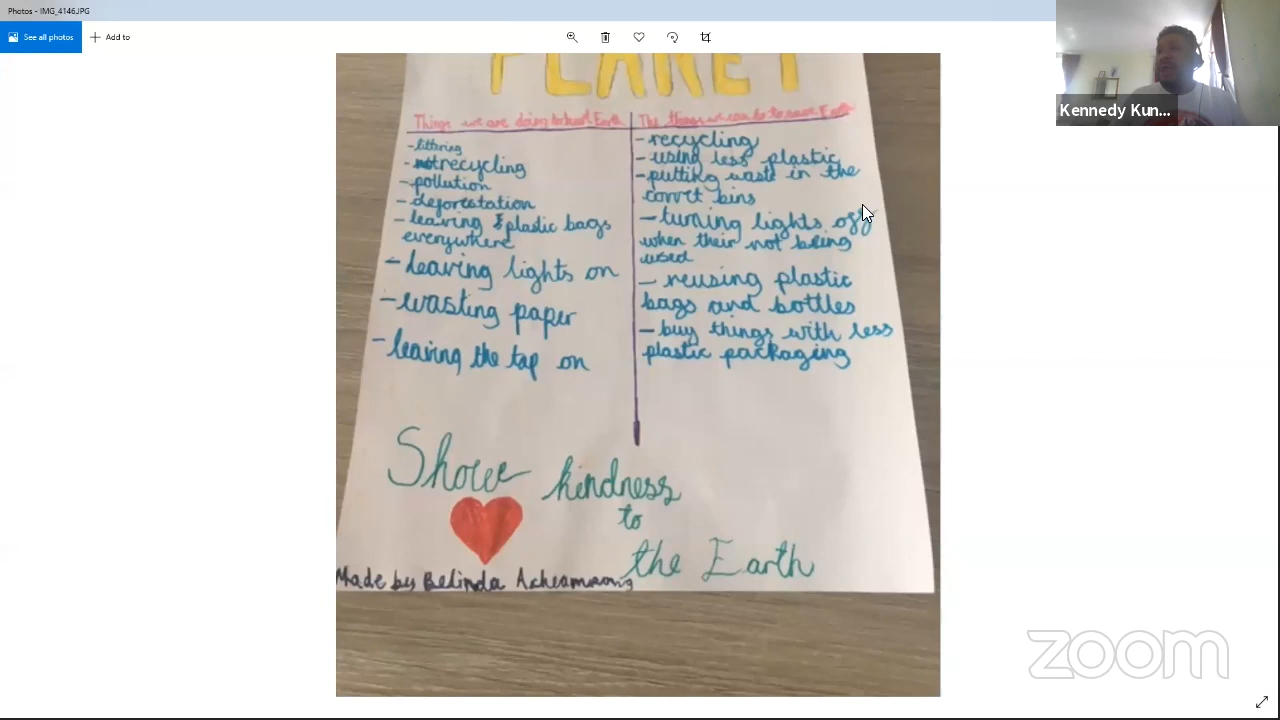 Photos - IMG_4146.JPG
See all photos
Add to
Kennedy Kun...
PLANET
Things we are doing to hurt Earth
- littering
- not recycling
- pollution
- deforestation
- leaving plastic bags
everywhere
- leaving lights on
- wasting paper
- leaving the tap on
The things we can do to save Earth
- recycling
- using less plastic
- putting waste in the
corret bins
- turning lights off
when their not being
used
- reusing plastic
bags and bottles
- buy things with less
plastic packaging
Show kindness
to
the Earth
Made by Belinda Acheampong
zoom